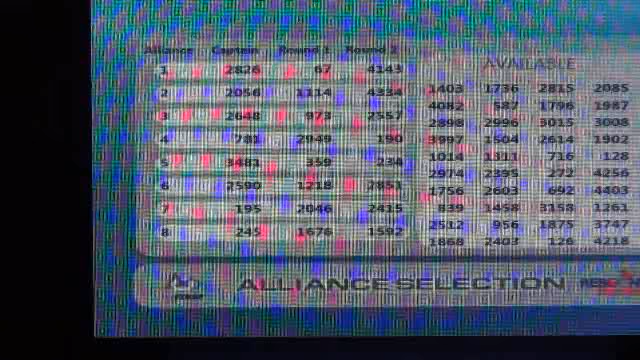 Alliance Captain Round 1 Round 2
1 2826 67 4143
2 2056 1114 4334
3 2648 973 2557
4 781 2949 190
5 3481 359 234
6 2590 1218 2851
7 195 2046 2415
8 245 1676 1592
AVAILABLE
1403 1736 2815 2085
4082 587 1796 1987
2898 2996 3015 3008
3997 1504 2614 1902
1014 1311 716 128
2974 2395 272 4256
1756 2603 692 4403
839 1458 3158 1261
2512 956 1875 3747
1868 2403 126 4218
ALLIANCE SELECTION